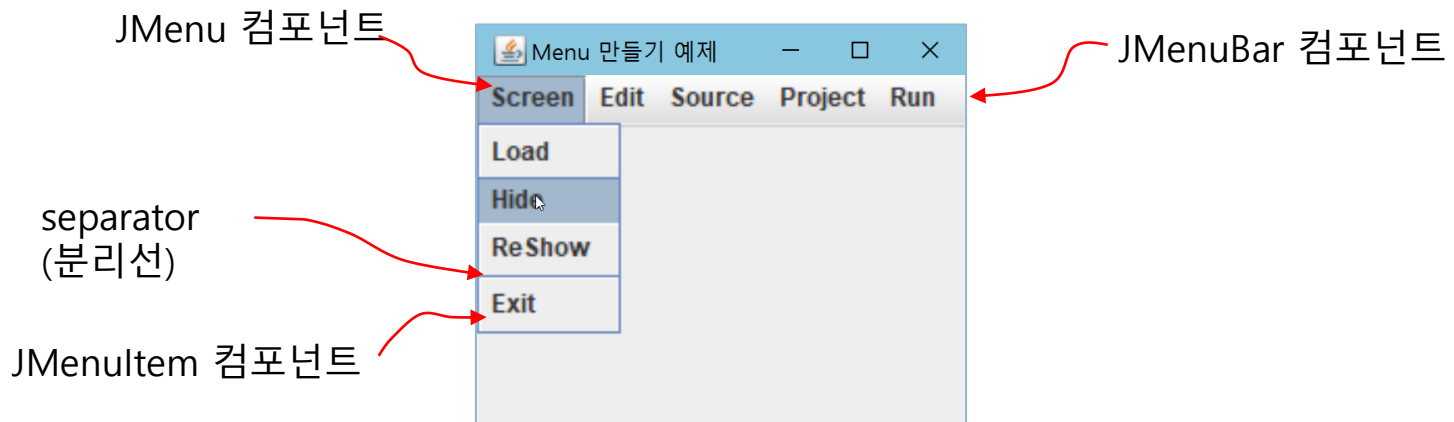 JMenu 컴포넌트
Menu 만들기 예제
JMenuBar 컴포넌트
Screen Edit Source Project Run
Load
Hide
ReShow
Exit
separator
(분리선)
JMenuItem 컴포넌트